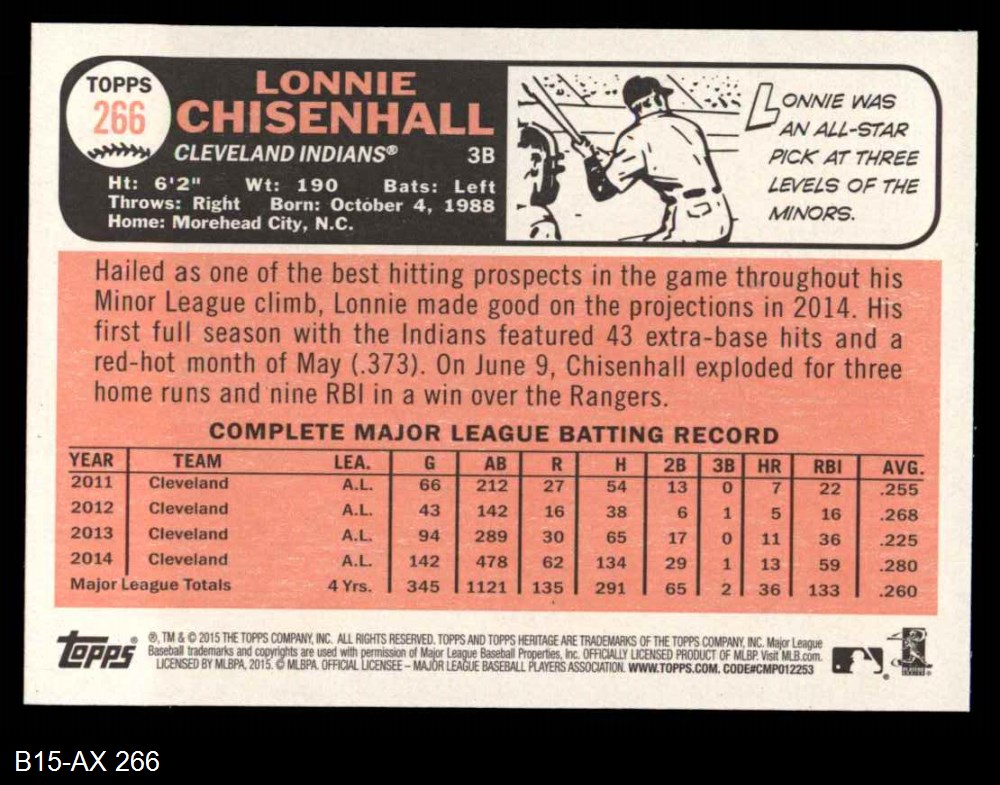 TOPPS
266
LONNIE
CHISENHALL
CLEVELAND INDIANS® 3B
Ht: 6'2" Wt: 190 Bats: Left
Throws: Right Born: October 4, 1988
Home: Morehead City, N.C.
LONNIE WAS
AN ALL-STAR
PICK AT THREE
LEVELS OF THE
MINORS.
Hailed as one of the best hitting prospects in the game throughout his
Minor League climb, Lonnie made good on the projections in 2014. His
first full season with the Indians featured 43 extra-base hits and a
red-hot month of May (.373). On June 9, Chisenhall exploded for three
home runs and nine RBI in a win over the Rangers.
COMPLETE MAJOR LEAGUE BATTING RECORD
YEAR TEAM LEA. G AB R H 2B 3B HR RBI AVG.
2011 Cleveland A.L. 66 212 27 54 13 0 7 22 .255
2012 Cleveland A.L. 43 142 16 38 6 1 5 16 .268
2013 Cleveland A.L. 94 289 30 65 17 0 11 36 .225
2014 Cleveland A.L. 142 478 62 134 29 1 13 59 .280
Major League Totals 4 Yrs. 345 1121 135 291 65 2 36 133 .260
topps
®, TM & © 2015 THE TOPPS COMPANY, INC. ALL RIGHTS RESERVED. TOPPS AND TOPPS HERITAGE ARE TRADEMARKS OF THE TOPPS COMPANY, INC. Major League
Baseball trademarks and copyrights are used with permission of Major League Baseball Properties, Inc. OFFICIALLY LICENSED PRODUCT OF MLBP. Visit MLB.com.
LICENSED BY MLBPA, 2015. © MLBPA. OFFICIAL LICENSEE – MAJOR LEAGUE BASEBALL PLAYERS ASSOCIATION. WWW.TOPPS.COM. CODE#CMP012253
B15-AX 266